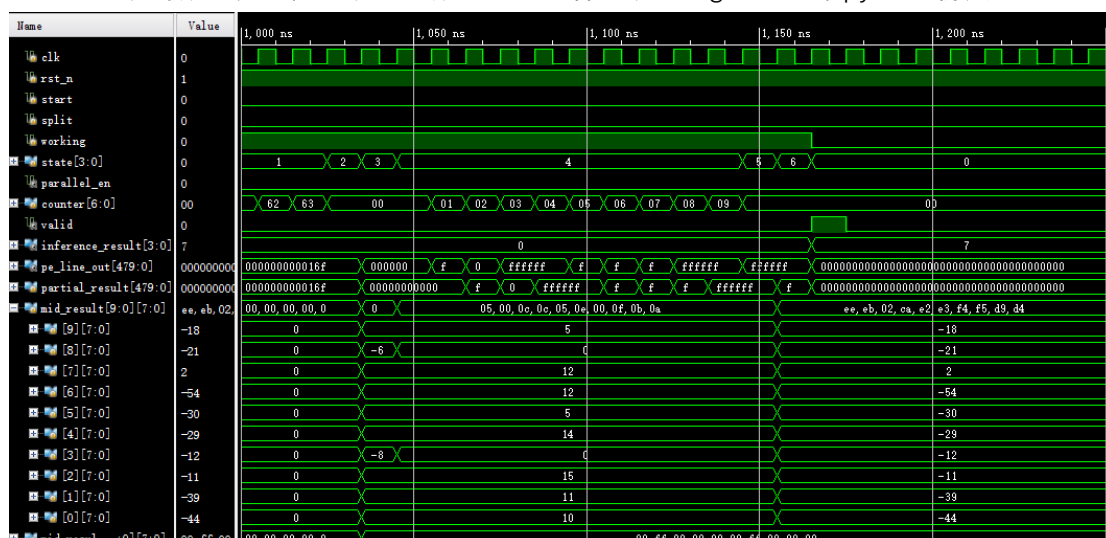 Name Value 1,000 ns 1,050 ns 1,100 ns 1,150 ns 1,200 ns
clk 0
rst_n 1
start 0
split 0
working 0
state[3:0] 0 1 2 3 4 5 6 0
parallel_en 0
counter[6:0] 00 62 63 00 01 02 03 04 05 06 07 08 09 00
valid 0
inference_result[3:0] 7 0 7
pe_line_out[479:0] 000000000 000000000016f 000000 f 0 ffffff f f f ffffff ffffff f 000000000000000000000000000000000000000000
partial_result[479:0] 000000000 000000000016f 0000000000 f 0 ffffff f f f ffffff f 000000000000000000000000000000000000000000
mid_result[9:0][7:0] ee, eb, 02, 00, 00, 00, 00, 0 0 05, 00, 0c, 0c, 05, 0e, 00, 0f, 0b, 0a ee, eb, 02, ca, e2, e3, f4, f5, d9, d4
[9][7:0] -18 0 5 -18
[8][7:0] -21 0 -6 0 -21
[7][7:0] 2 0 12 2
[6][7:0] -54 0 12 -54
[5][7:0] -30 0 5 -30
[4][7:0] -29 0 14 -29
[3][7:0] -12 0 -8 0 -12
[2][7:0] -11 0 15 -11
[1][7:0] -39 0 11 -39
[0][7:0] -44 0 10 -44